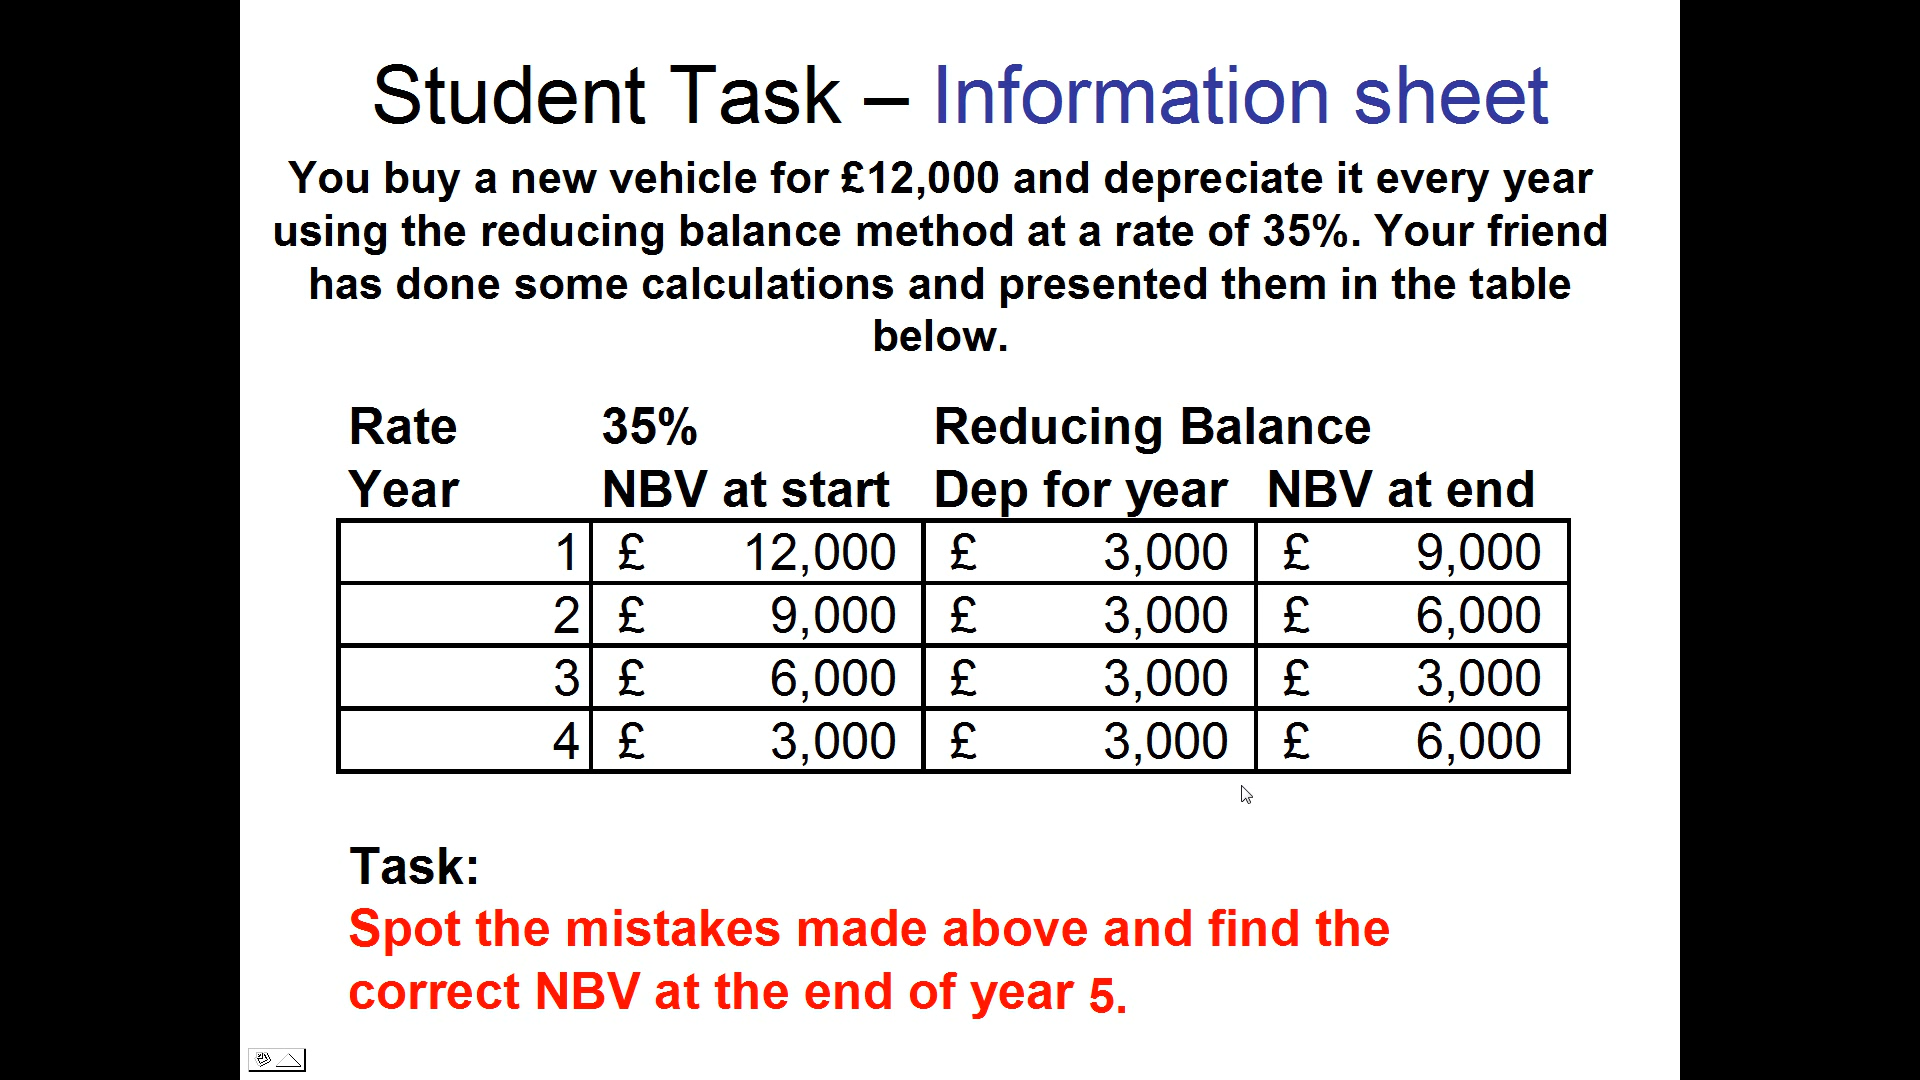 Student Task – Information sheet
You buy a new vehicle for £12,000 and depreciate it every year
using the reducing balance method at a rate of 35%. Your friend
has done some calculations and presented them in the table
below.
Rate 35% Reducing Balance
Year NBV at start Dep for year NBV at end
1 £ 12,000 £ 3,000 £ 9,000
2 £ 9,000 £ 3,000 £ 6,000
3 £ 6,000 £ 3,000 £ 3,000
4 £ 3,000 £ 3,000 £ 6,000
Task:
Spot the mistakes made above and find the
correct NBV at the end of year 5.